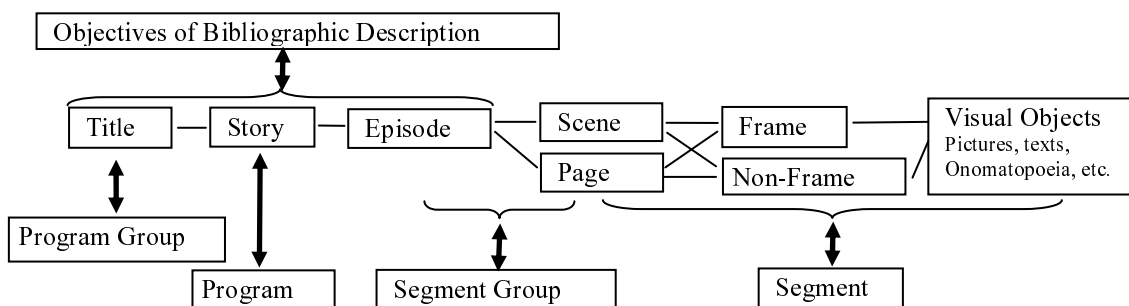 Objectives of Bibliographic Description
Title
Story
Episode
Scene
Page
Frame
Non-Frame
Visual Objects
Pictures, texts,
Onomatopoeia, etc.
Program Group
Program
Segment Group
Segment